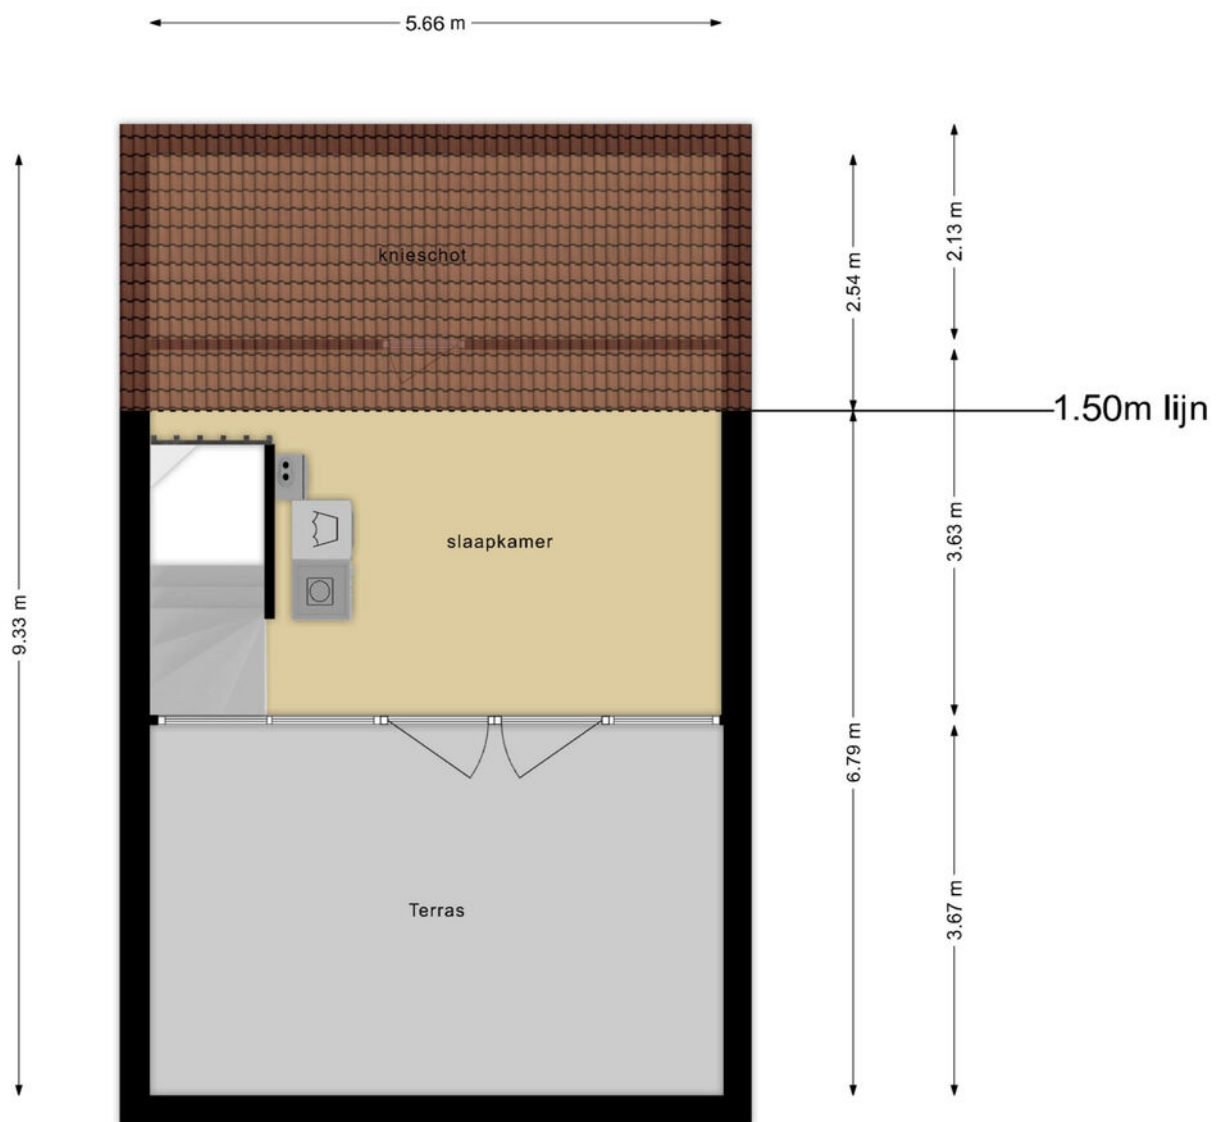 5.66 m
knieschot
2.13 m
2.54 m
1.50m lijn
slaapkamer
3.63 m
9.33 m
6.79 m
Terras
3.67 m